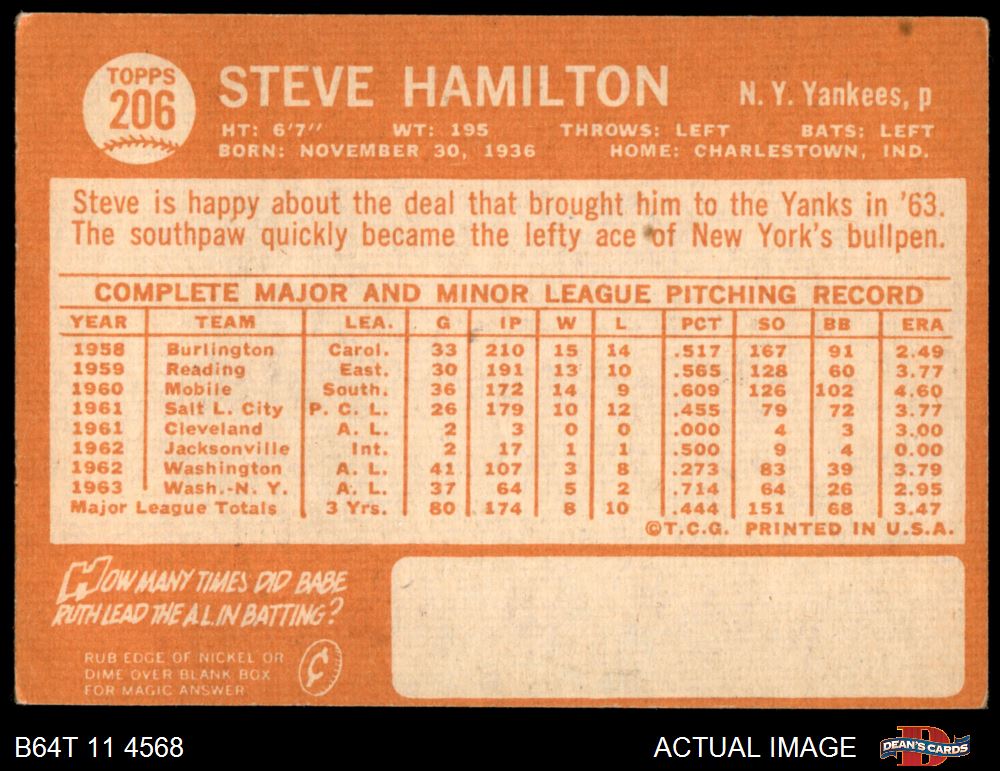 TOPPS
206
STEVE HAMILTON
N. Y. Yankees, p
HT: 6'7" WT: 195 THROWS: LEFT BATS: LEFT
BORN: NOVEMBER 30, 1936 HOME: CHARLESTOWN, IND.
Steve is happy about the deal that brought him to the Yanks in '63.
The southpaw quickly became the lefty ace of New York's bullpen.
COMPLETE MAJOR AND MINOR LEAGUE PITCHING RECORD
YEAR TEAM LEA. G IP W L PCT SO BB ERA
1958 Burlington Carol. 33 210 15 14 .517 167 91 2.49
1959 Reading East. 30 191 13 10 .565 128 60 3.77
1960 Mobile South. 36 172 14 9 .609 126 102 4.60
1961 Salt L. City P. C. L. 26 179 10 12 .455 79 72 3.77
1961 Cleveland A. L. 2 3 0 0 .000 4 3 3.00
1962 Jacksonville Int. 2 17 1 1 .500 9 4 0.00
1962 Washington A. L. 41 107 3 8 .273 83 39 3.79
1963 Wash.-N. Y. A. L. 37 64 5 2 .714 64 26 2.95
Major League Totals 3 Yrs. 80 174 8 10 .444 151 68 3.47
©T.C.G. PRINTED IN U.S.A.
HOW MANY TIMES DID BABE
RUTH LEAD THE A.L. IN BATTING?
RUB EDGE OF NICKEL OR
DIME OVER BLANK BOX
FOR MAGIC ANSWER
¢
B64T 11 4568
ACTUAL IMAGE
DEAN'S CARDS